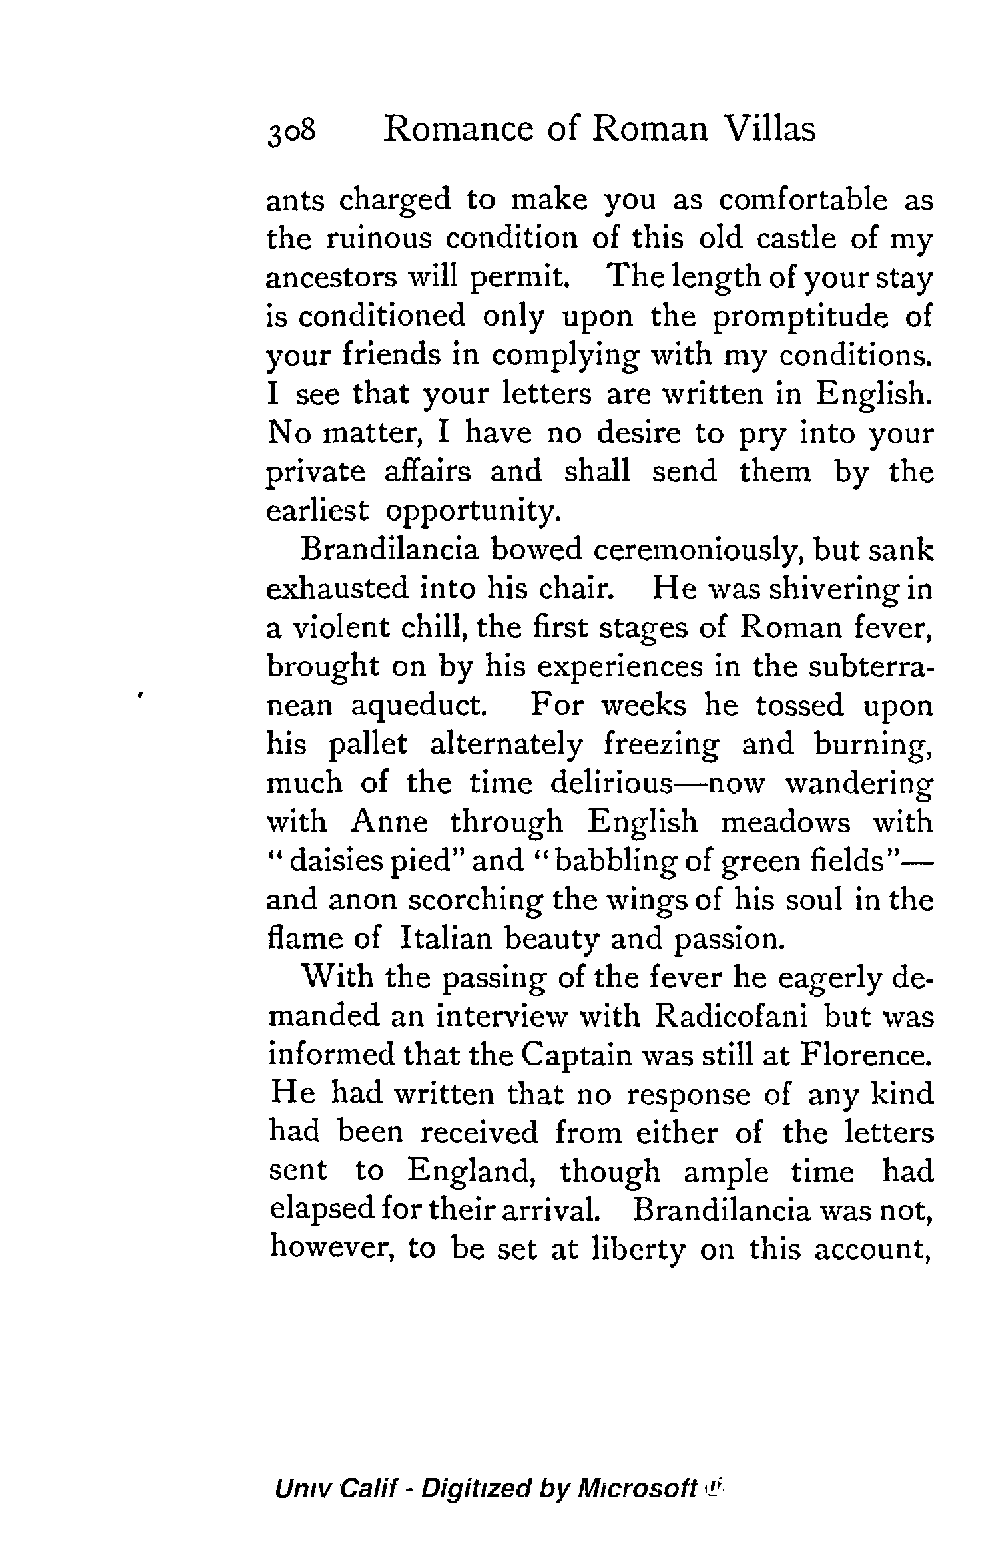 308 Romance of Roman Villas
ants charged to make you as comfortable as
the ruinous condition of this old castle of my
ancestors will permit. The length of your stay
is conditioned only upon the promptitude of
your friends in complying with my conditions.
I see that your letters are written in English.
No matter, I have no desire to pry into your
private affairs and shall send them by the
earliest opportunity.
Brandilancia bowed ceremoniously, but sank
exhausted into his chair. He was shivering in
a violent chill, the first stages of Roman fever,
brought on by his experiences in the subterra-
nean aqueduct. For weeks he tossed upon
his pallet alternately freezing and burning,
much of the time delirious—now wandering
with Anne through English meadows with
“daisies pied” and “babbling of green fields”—
and anon scorching the wings of his soul in the
flame of Italian beauty and passion.
With the passing of the fever he eagerly de-
manded an interview with Radicofani but was
informed that the Captain was still at Florence.
He had written that no response of any kind
had been received from either of the letters
sent to England, though ample time had
elapsed for their arrival. Brandilancia was not,
however, to be set at liberty on this account,
Univ Calif - Digitized by Microsoft ®